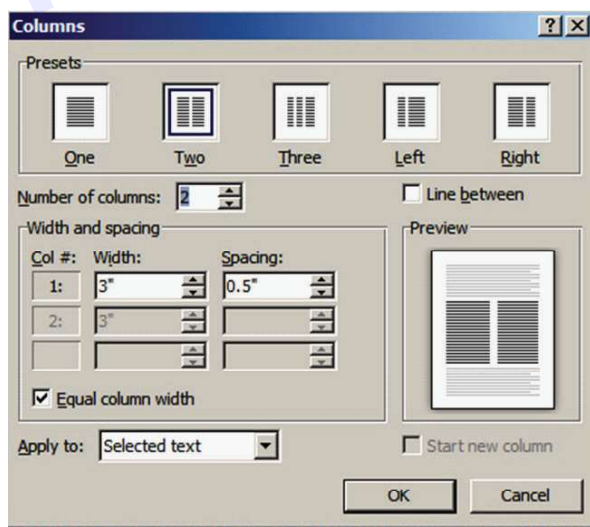 Columns
Presets
One Two Three Left Right
Number of columns: 2 Line between
Width and spacing Preview
Col #: Width: Spacing:
1: 3" 0.5"
2: 3"
Equal column width
Apply to: Selected text Start new column
OK Cancel